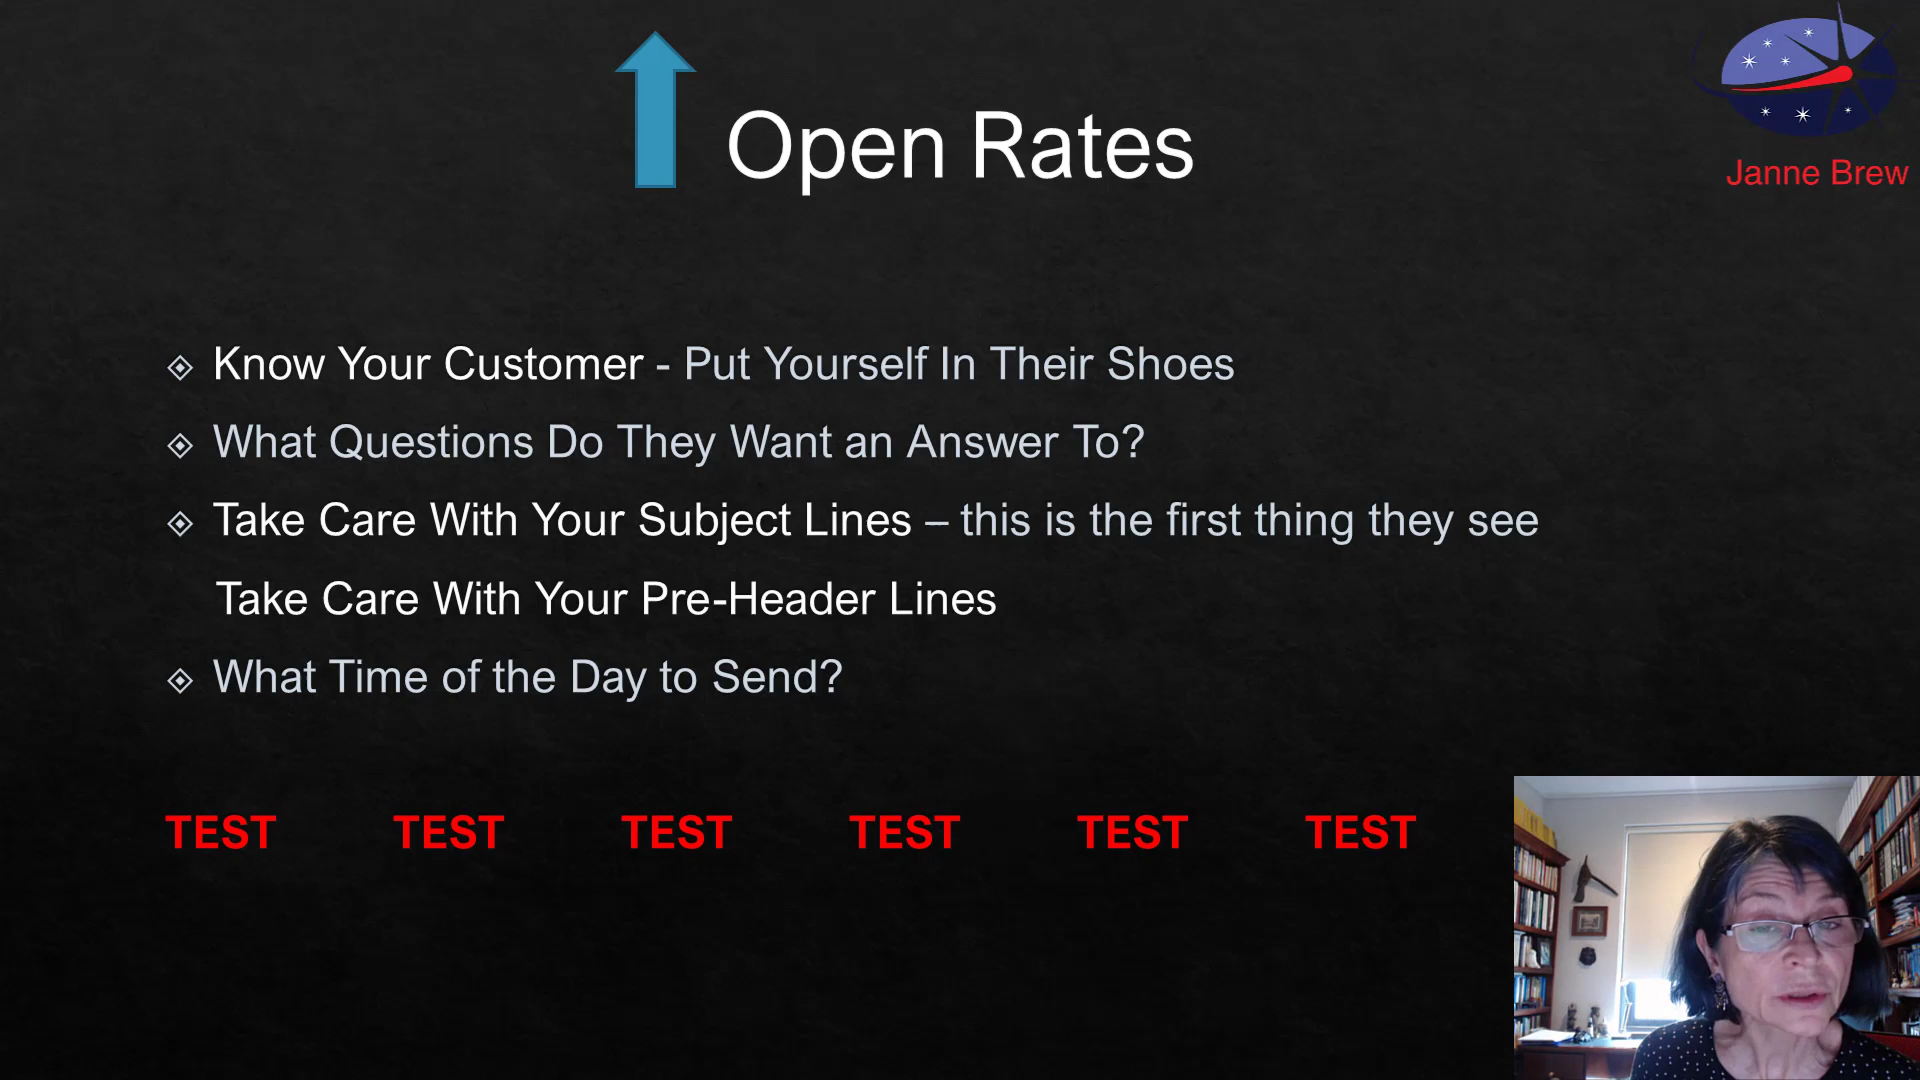 Open Rates
Janne Brew
Know Your Customer - Put Yourself In Their Shoes
What Questions Do They Want an Answer To?
Take Care With Your Subject Lines – this is the first thing they see
Take Care With Your Pre-Header Lines
What Time of the Day to Send?
TEST TEST TEST TEST TEST TEST